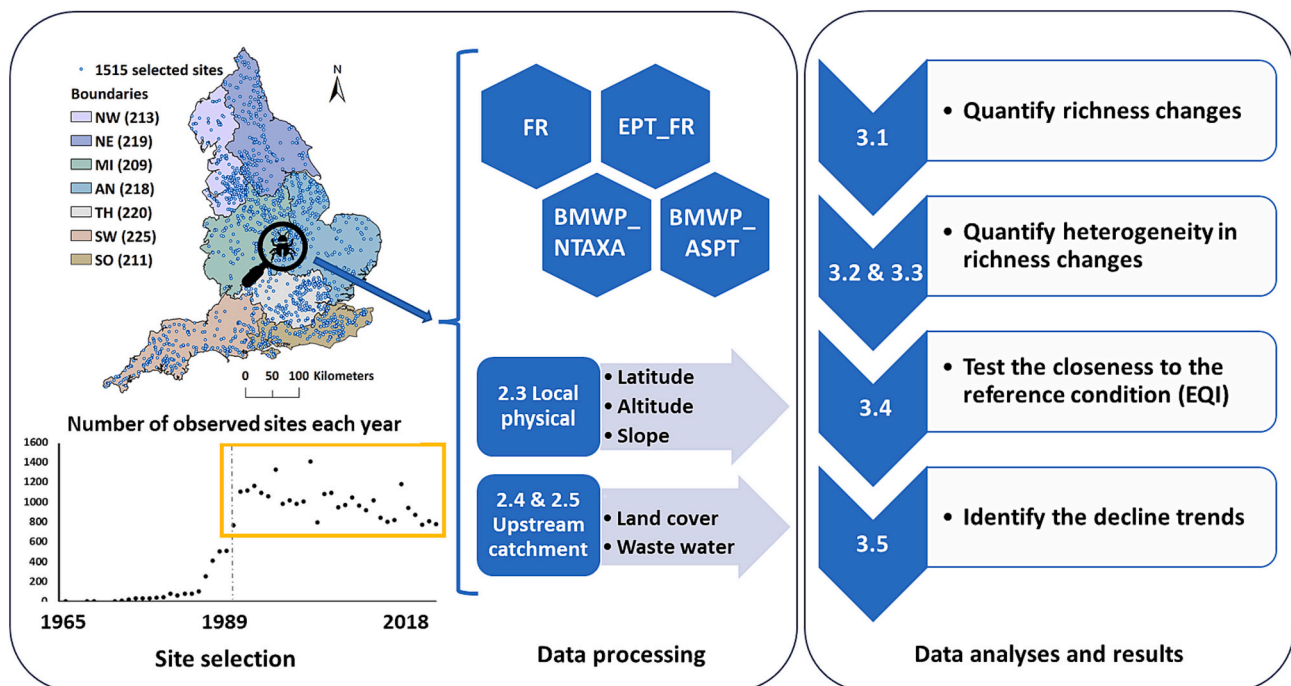 1515 selected sites
Boundaries
NW (213)
NE (219)
MI (209)
AN (218)
TH (220)
SW (225)
SO (211)
N
0 50 100 Kilometers
Number of observed sites each year
1600
1400
1200
1000
800
600
400
200
0
1965 1989 2018
Site selection
FR
EPT_FR
BMWP_
NTAXA
BMWP_
ASPT
2.3 Local
physical
• Latitude
• Altitude
• Slope
2.4 & 2.5
Upstream
catchment
• Land cover
• Waste water
Data processing
3.1
• Quantify richness changes
3.2 & 3.3
• Quantify heterogeneity in
richness changes
3.4
• Test the closeness to the
reference condition (EQI)
3.5
• Identify the decline trends
Data analyses and results